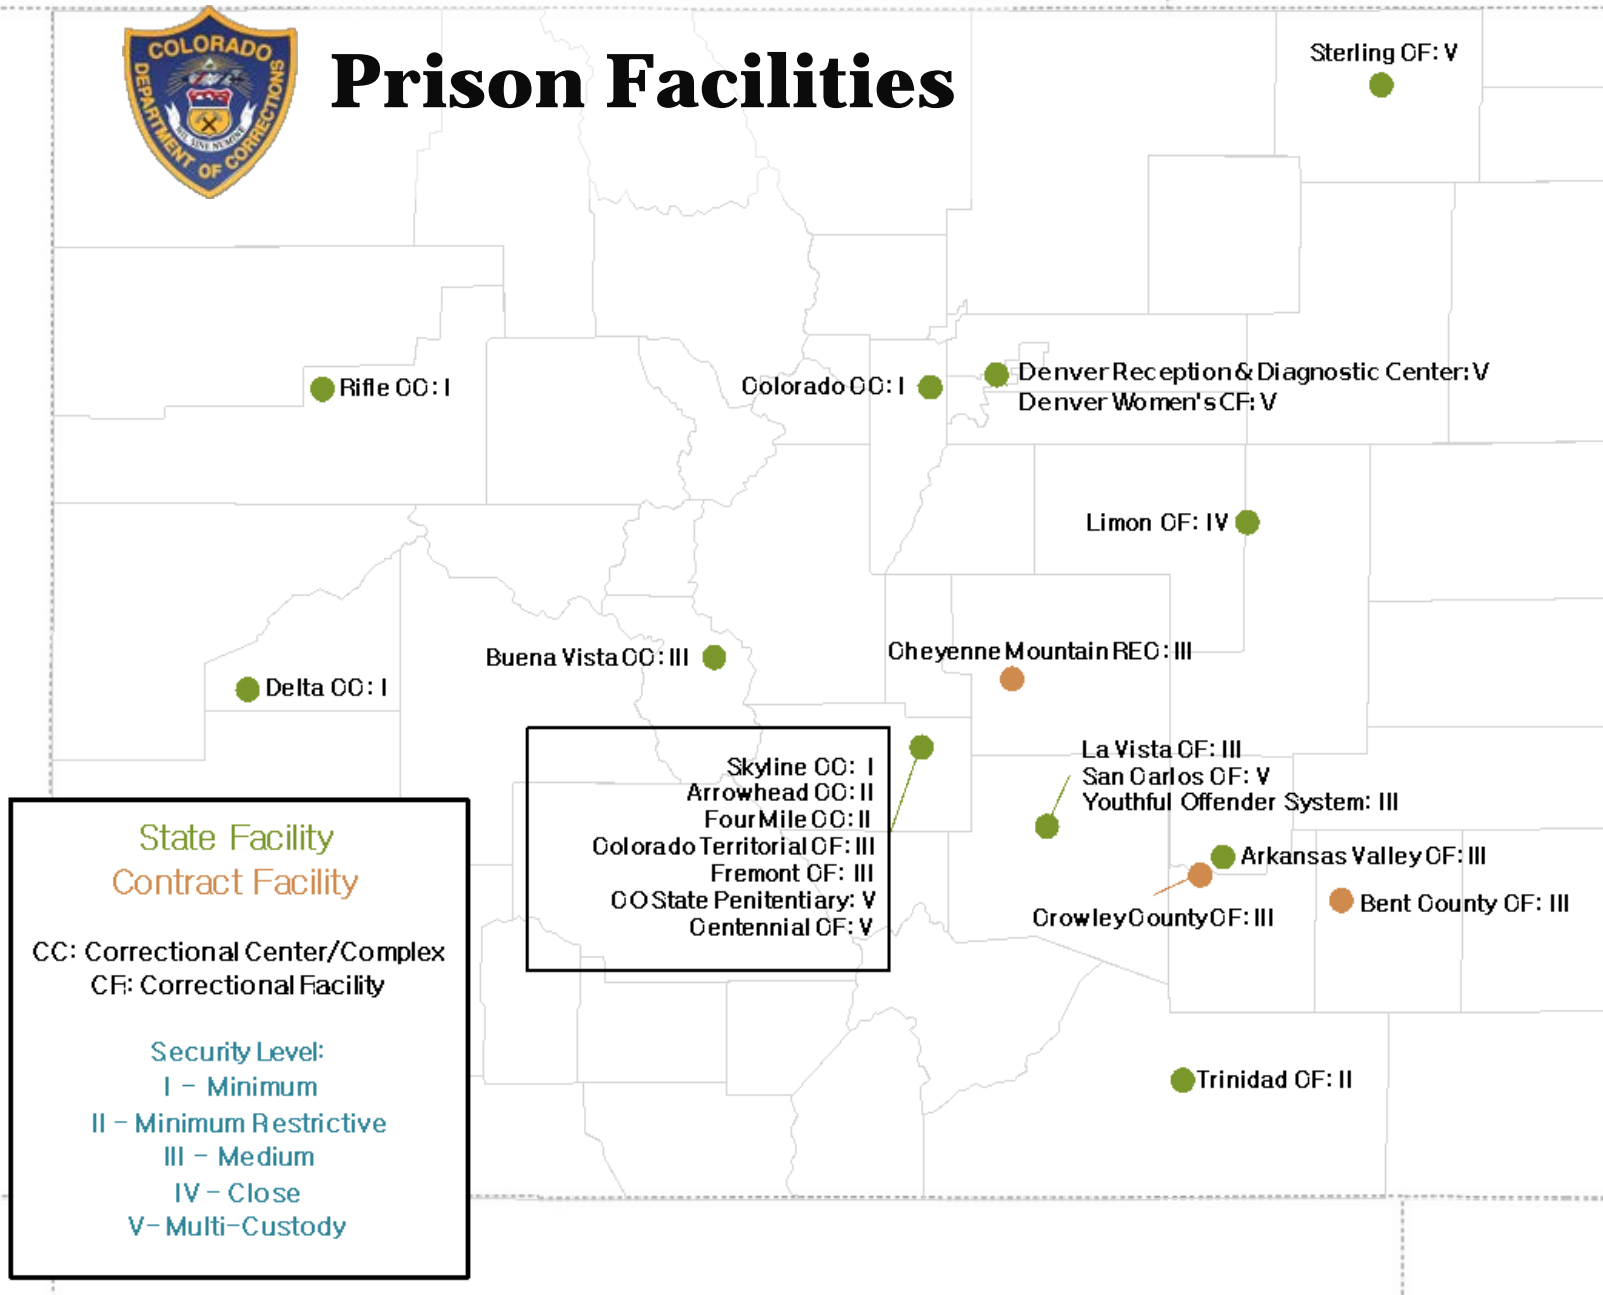 COLORADO
DEPARTMENT OF CORRECTIONS
NIL SINE NUMINE
Prison Facilities
Sterling CF: V
Rifle CC: I
Colorado CC: I
Denver Reception & Diagnostic Center: V
Denver Women's CF: V
Limon CF: IV
Buena Vista CC: III
Cheyenne Mountain REC: III
Delta CC: I
Skyline CC: I
Arrowhead CC: II
Four Mile CC: II
Colorado Territorial CF: III
Fremont CF: III
CO State Penitentiary: V
Centennial CF: V
La Vista CF: III
San Carlos CF: V
Youthful Offender System: III
Arkansas Valley CF: III
Crowley County CF: III
Bent County CF: III
Trinidad CF: II
State Facility
Contract Facility
CC: Correctional Center/Complex
CF: Correctional Facility
Security Level:
I - Minimum
II - Minimum Restrictive
III - Medium
IV - Close
V - Multi-Custody